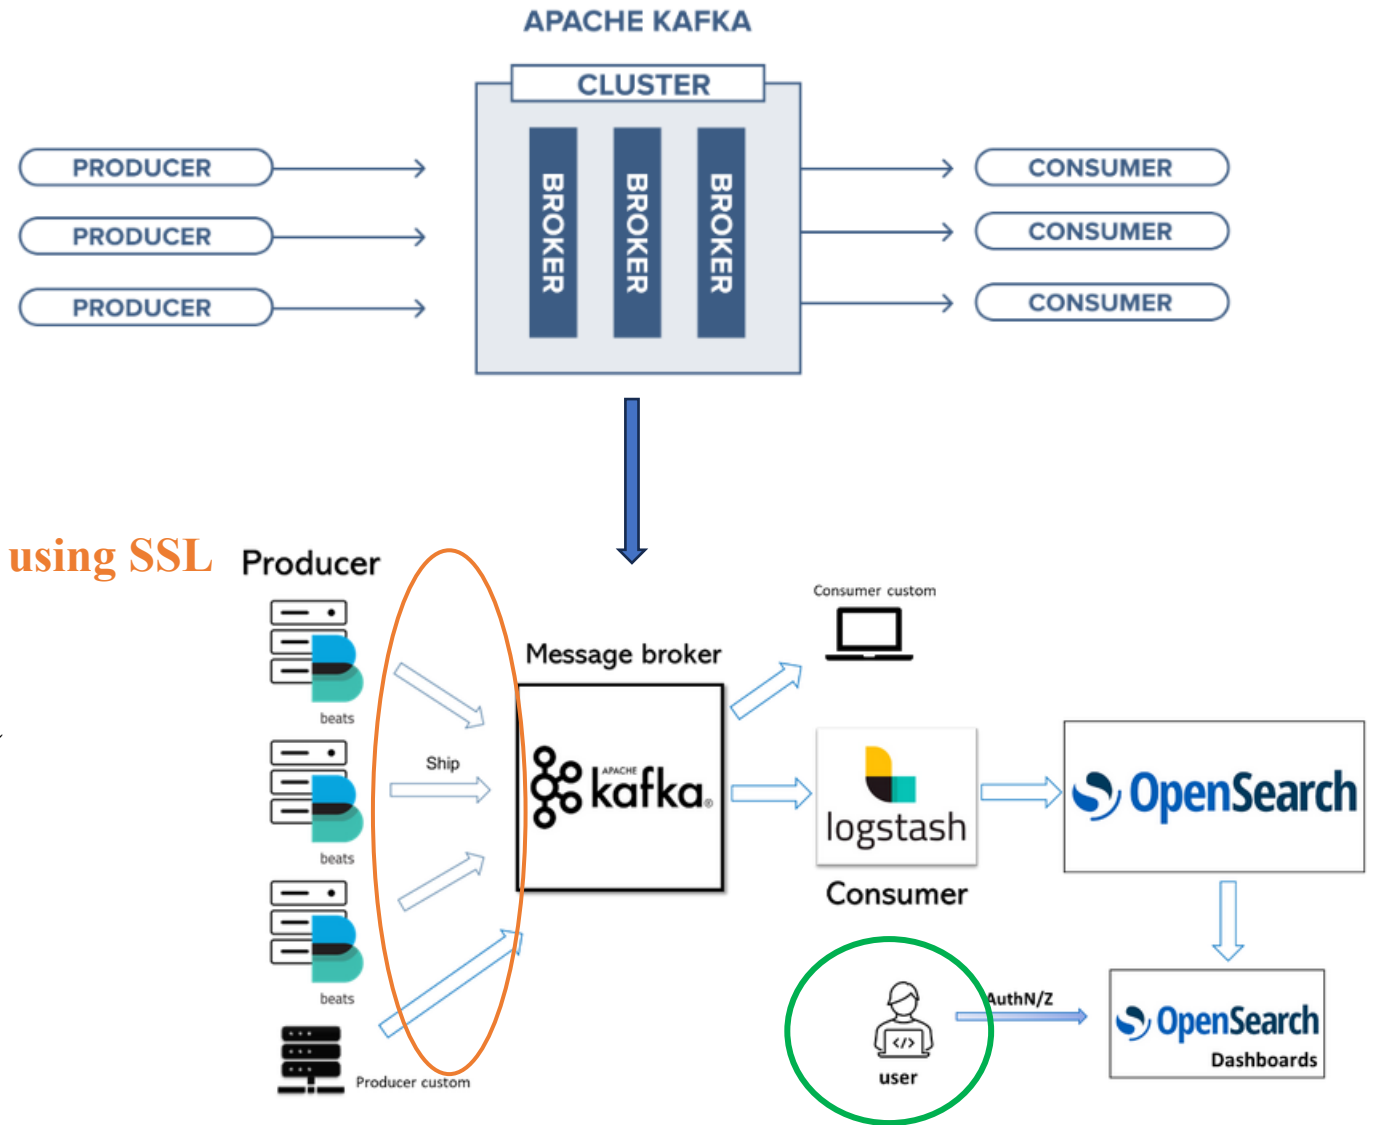 APACHE KAFKA
CLUSTER
PRODUCER
PRODUCER
PRODUCER
BROKER
BROKER
BROKER
CONSUMER
CONSUMER
CONSUMER
using SSL
Producer
beats
beats
beats
Producer custom
Ship
Message broker
APACHE
kafka®
Consumer custom
logstash
Consumer
OpenSearch
user
</>
AuthN/Z
OpenSearch
Dashboards